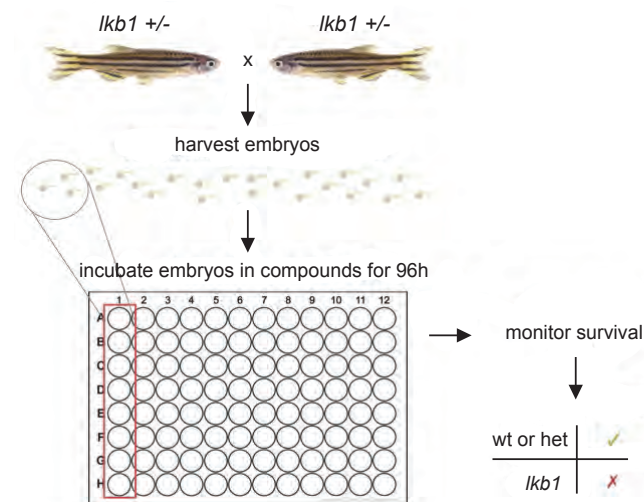 lkb1 +/- lkb1 +/-
x
harvest embryos
incubate embryos in compounds for 96h
1 2 3 4 5 6 7 8 9 10 11 12
A
B
C
D
E
F
G
H
monitor survival
wt or het ✓
lkb1 ✗